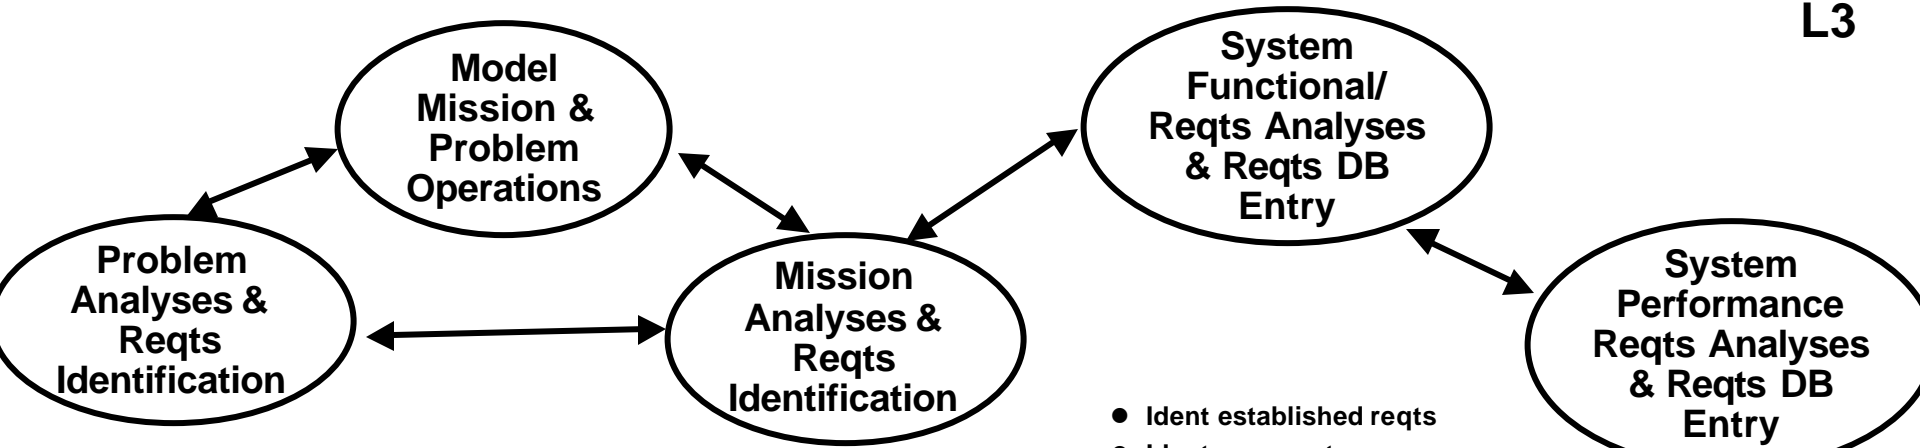 L3
Model
Mission &
Problem
Operations
System
Functional/
Reqts Analyses
& Reqts DB
Entry
Problem
Analyses &
Reqts
Identification
Mission
Analyses &
Reqts
Identification
System
Performance
Reqts Analyses
& Reqts DB
Entry
• Ident established reqts